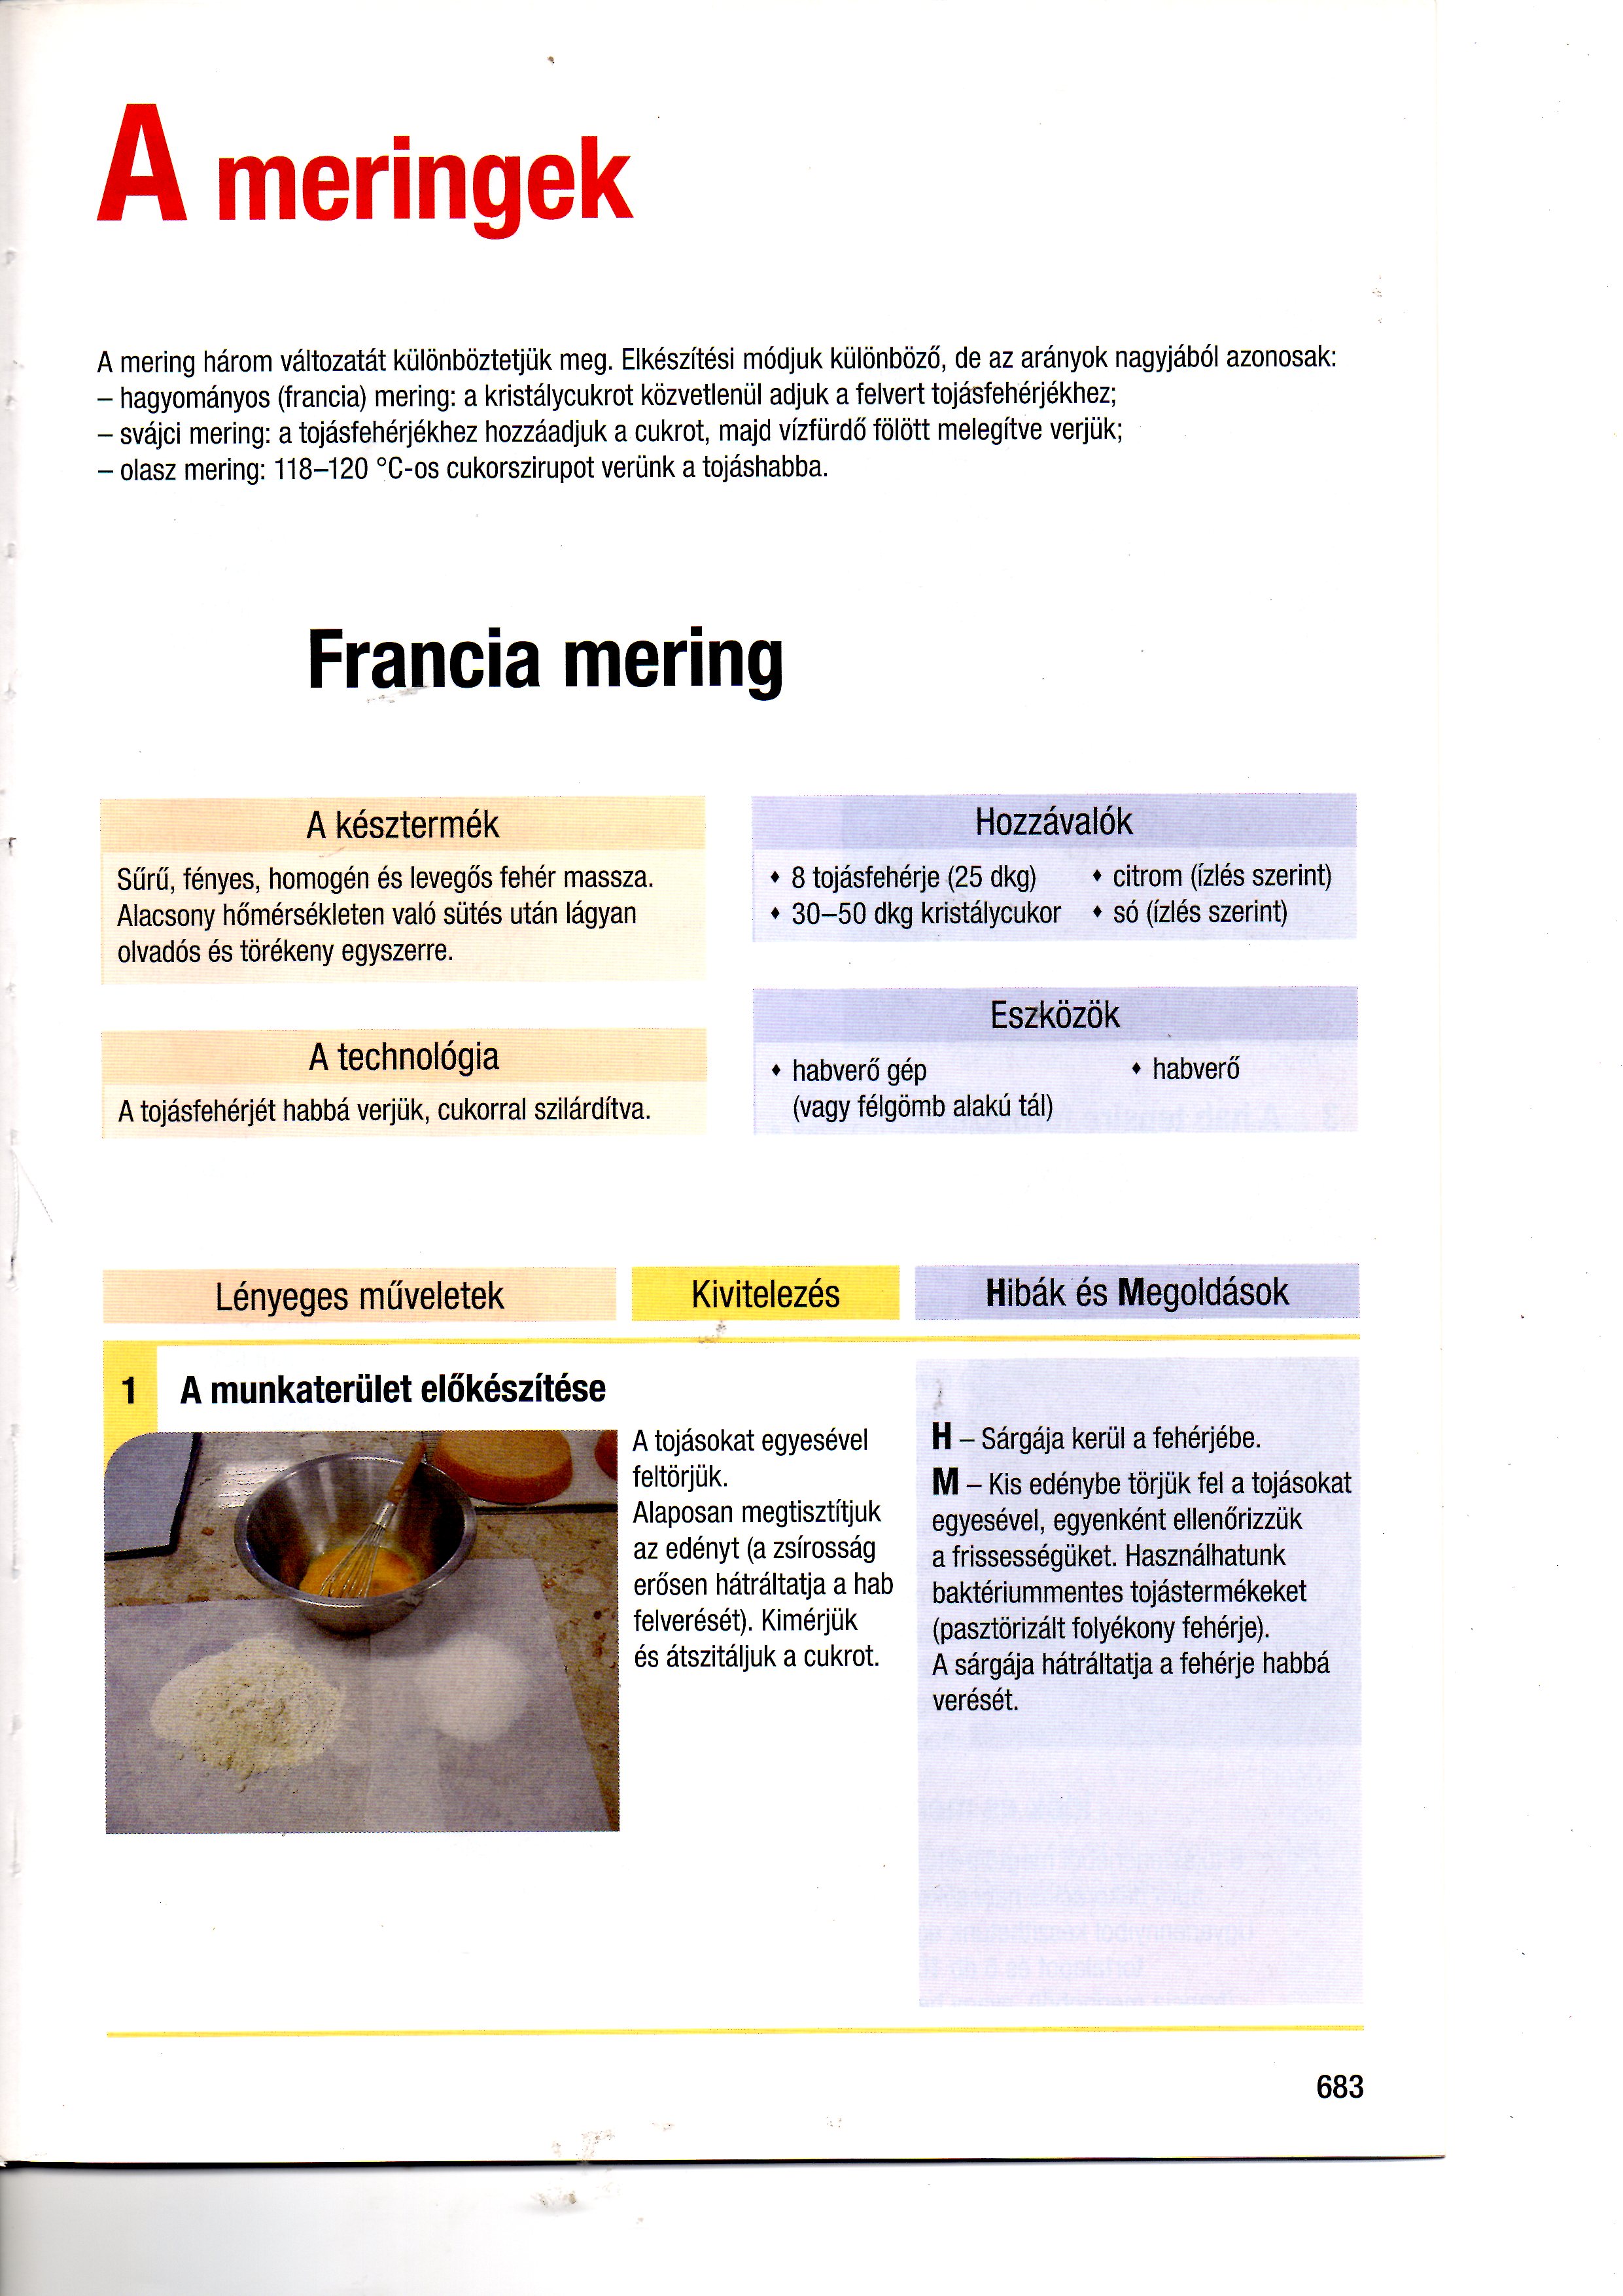 A meringek
A mering három változatát különböztetjük meg. Elkészítési módjuk különböző, de az arányok nagyjából azonosak:
– hagyományos (francia) mering: a kristálycukrot közvetlenül adjuk a felvert tojásfehérjékhez;
– svájci mering: a tojásfehérjékhez hozzáadjuk a cukrot, majd vízfürdő fölött melegítve verjük;
– olasz mering: 118–120 °C-os cukorszirupot verünk a tojáshabba.
Francia mering
A késztermék
Sűrű, fényes, homogén és levegős fehér massza.
Alacsony hőmérsékleten való sütés után lágyan
olvadós és törékeny egyszerre.
A technológia
A tojásfehérjét habbá verjük, cukorral szilárdítva.
Hozzávalók
♦ 8 tojásfehérje (25 dkg) ♦ citrom (ízlés szerint)
♦ 30–50 dkg kristálycukor ♦ só (ízlés szerint)
Eszközök
♦ habverő gép ♦ habverő
(vagy félgömb alakú tál)
Lényeges műveletek
Kivitelezés
Hibák és Megoldások
1 A munkaterület előkészítése
A tojásokat egyesével
feltörjük.
Alaposan megtisztítjuk
az edényt (a zsírosság
erősen hátráltatja a hab
felverését). Kimérjük
és átszitáljuk a cukrot.
H – Sárgája kerül a fehérjébe.
M – Kis edénybe törjük fel a tojásokat
egyesével, egyenként ellenőrizzük
a frissességüket. Használhatunk
baktériummentes tojástermékeket
(pasztörizált folyékony fehérje).
A sárgája hátráltatja a fehérje habbá
verését.
683